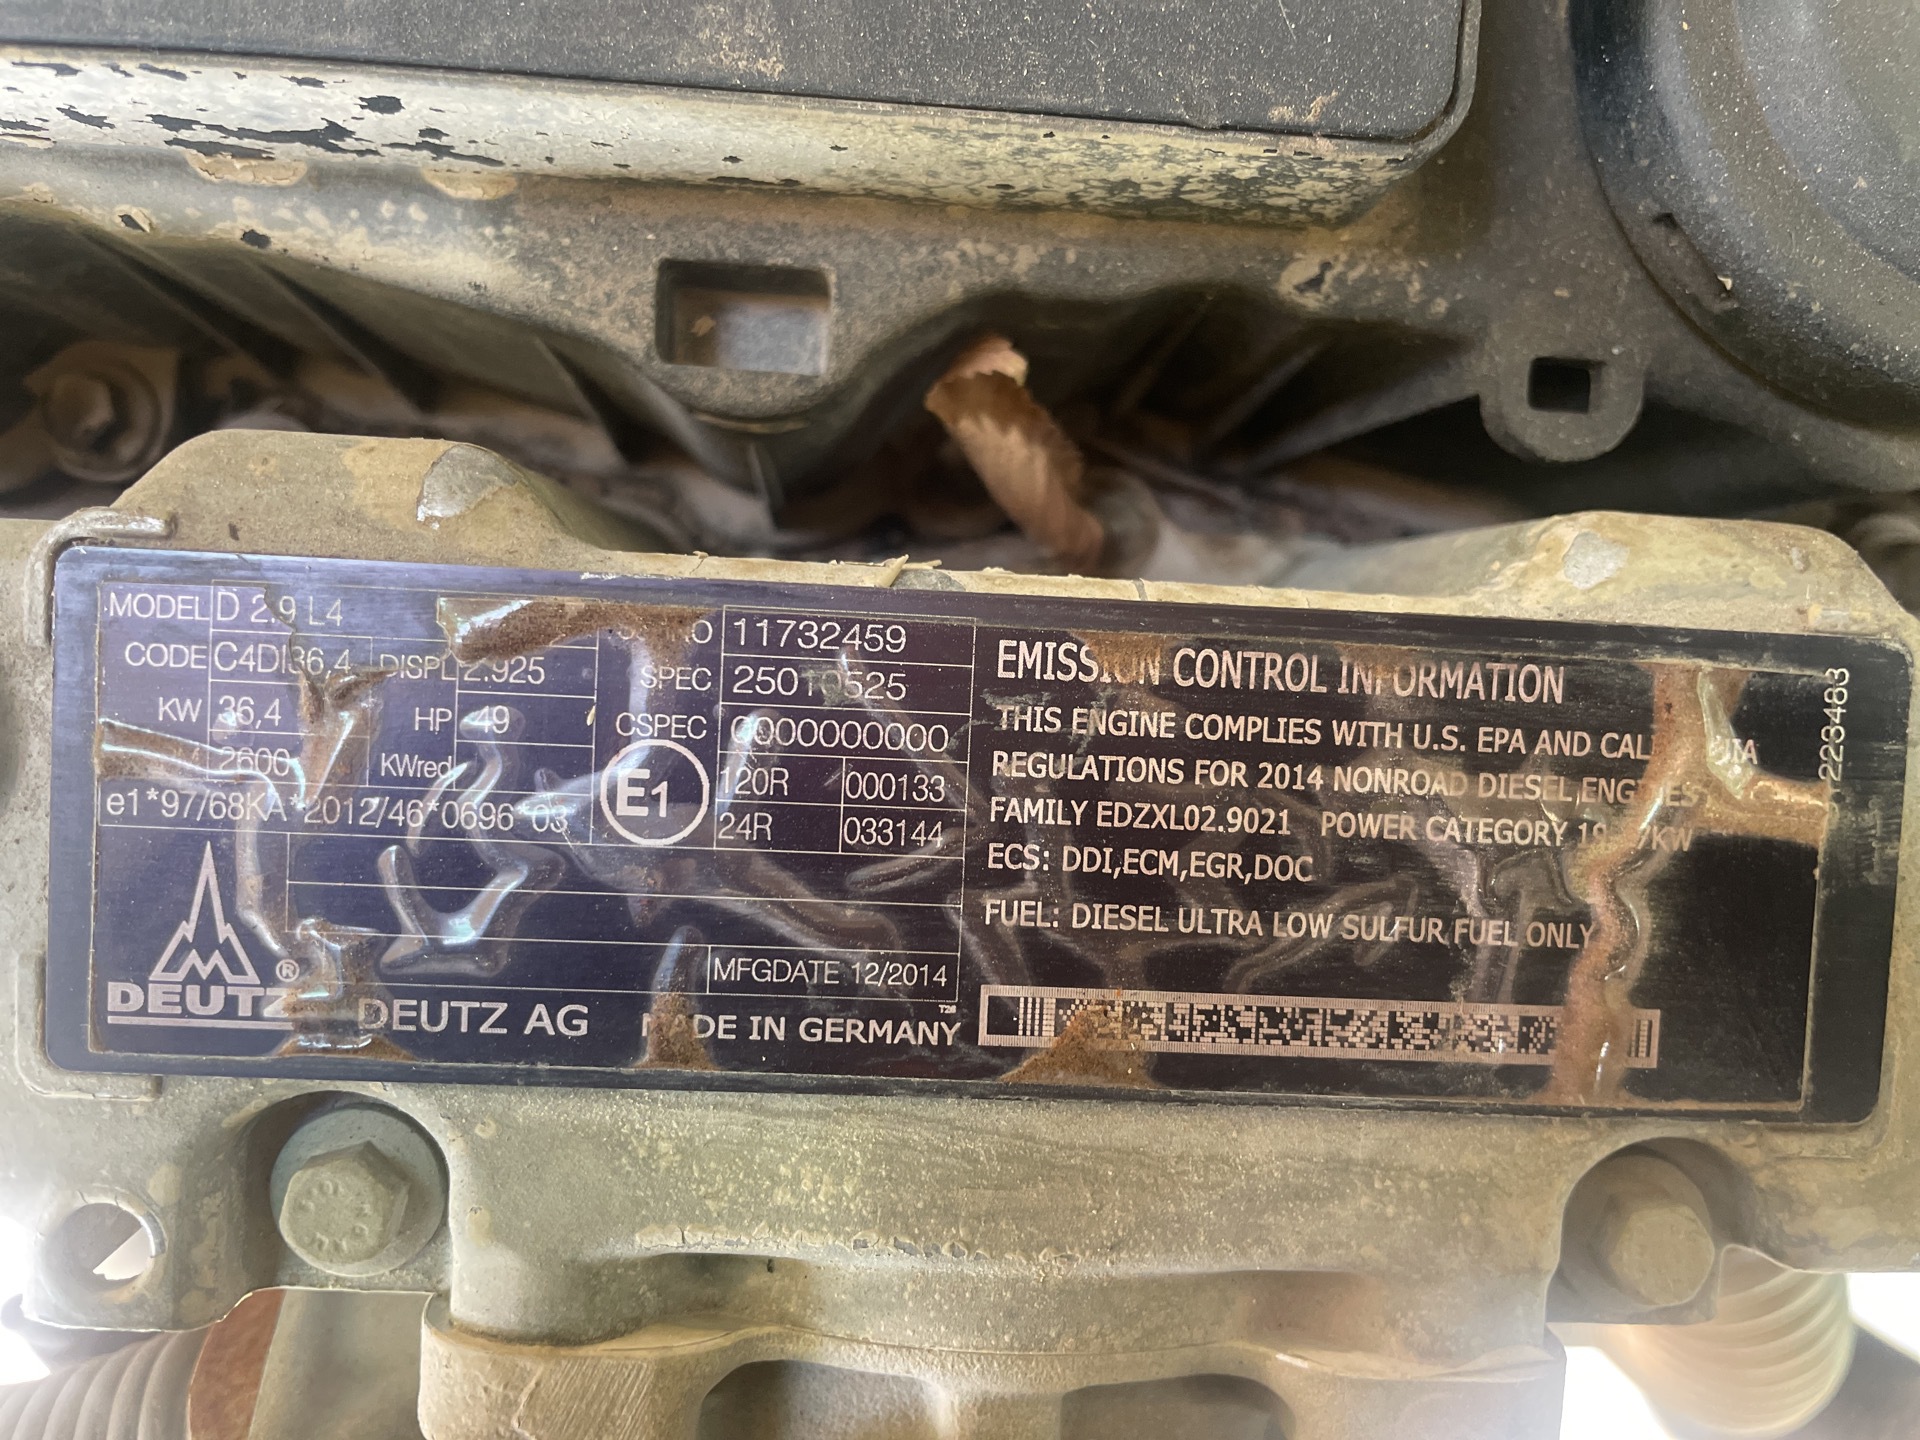 MODEL D 2.9 L4
CODE C4DI36,4 DISPL 2.925
KW 36,4 HP 49
2600 KWred
e1*97/68KA*2012/46*0696*03
11732459
SPEC 25010525
CSPEC 0000000000
E1 120R 000133
24R 033144
MFGDATE 12/2014
DEUTZ® DEUTZ AG MADE IN GERMANY
EMISSION CONTROL INFORMATION
THIS ENGINE COMPLIES WITH U.S. EPA AND CALIFORNIA
REGULATIONS FOR 2014 NONROAD DIESEL ENGINES
FAMILY EDZXL02.9021 POWER CATEGORY
ECS: DDI,ECM,EGR,DOC
FUEL: DIESEL ULTRA LOW SULFUR FUEL ONLY